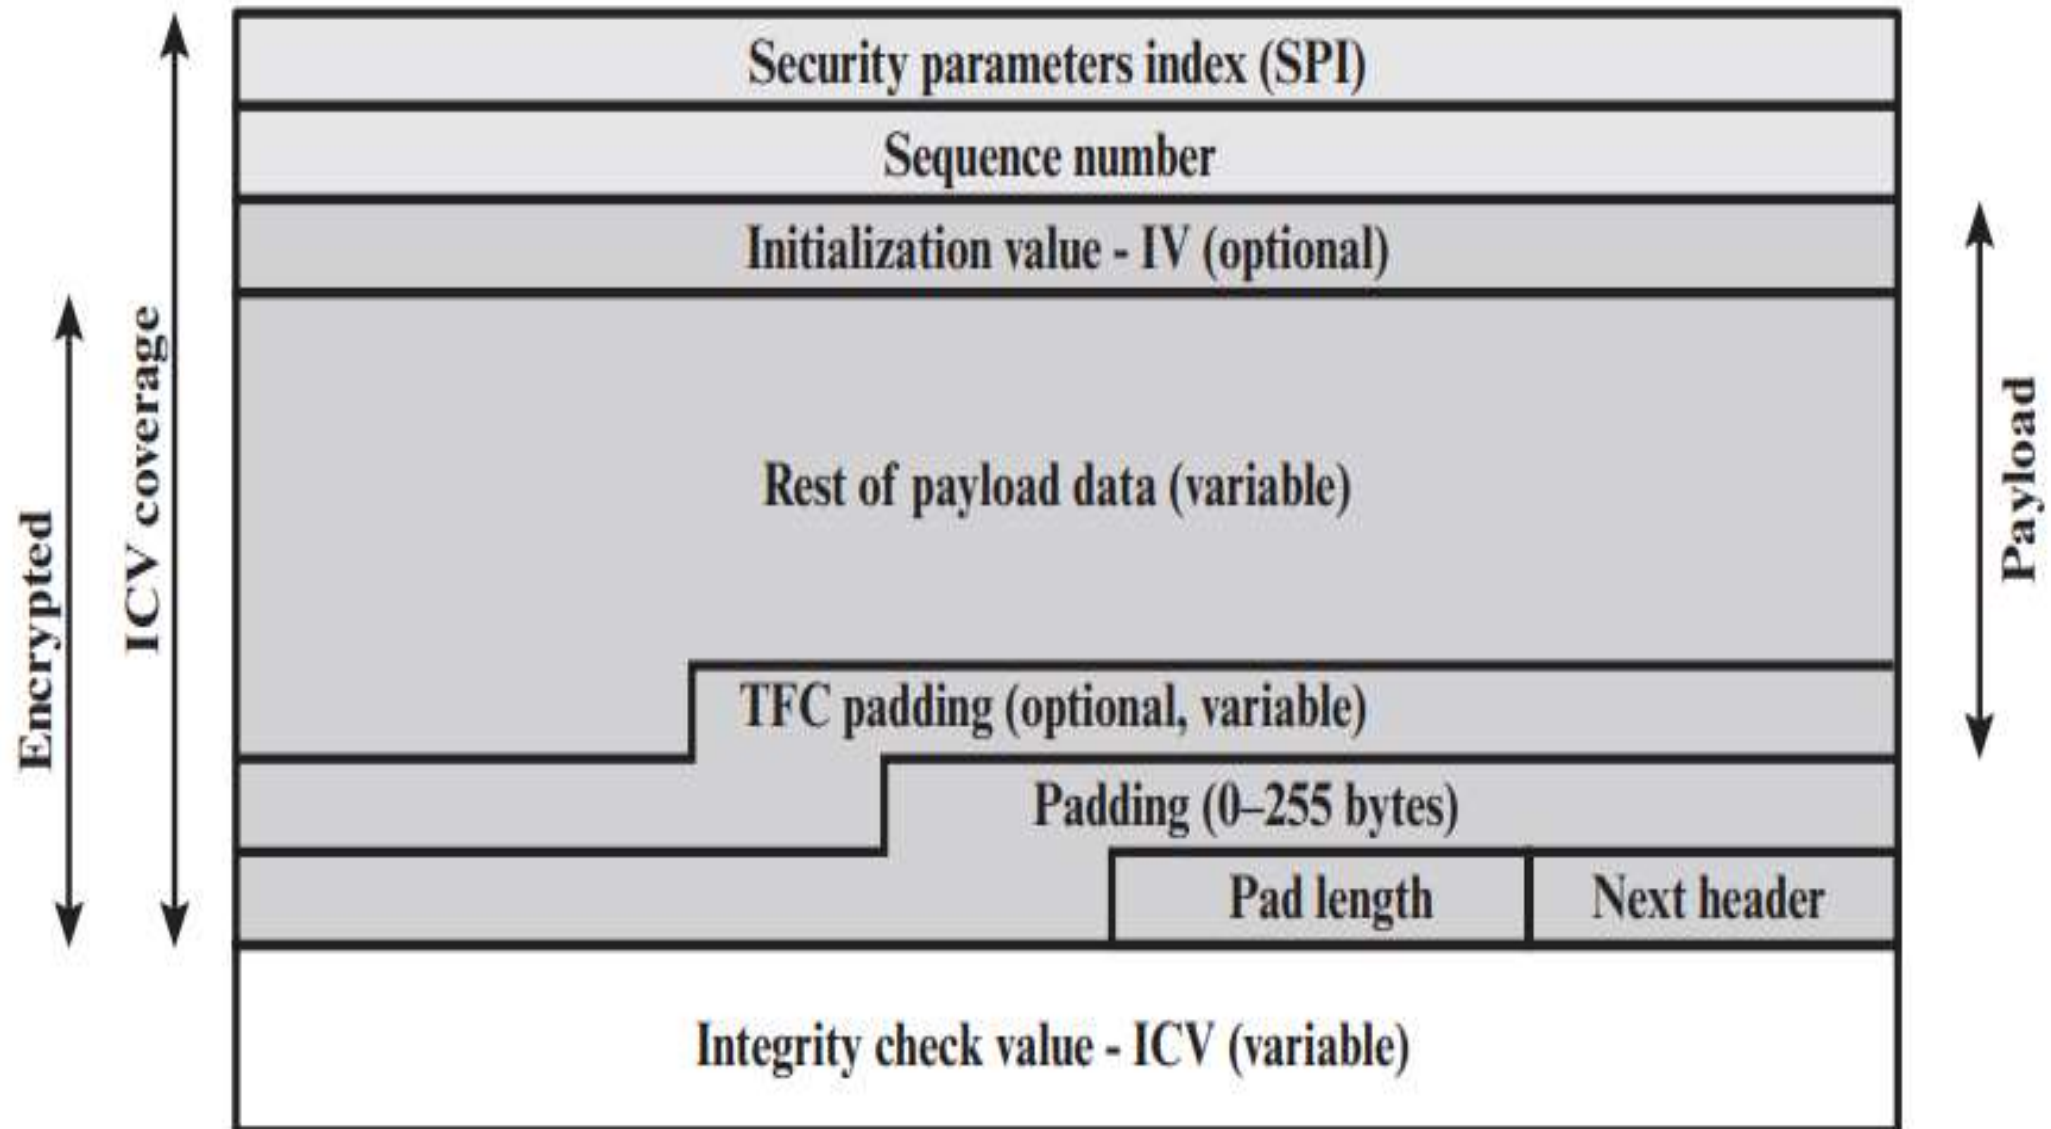 Security parameters index (SPI)
Sequence number
Initialization value - IV (optional)
Rest of payload data (variable)
TFC padding (optional, variable)
Padding (0–255 bytes)
Pad length
Next header
Integrity check value - ICV (variable)
Encrypted
ICV coverage
Payload